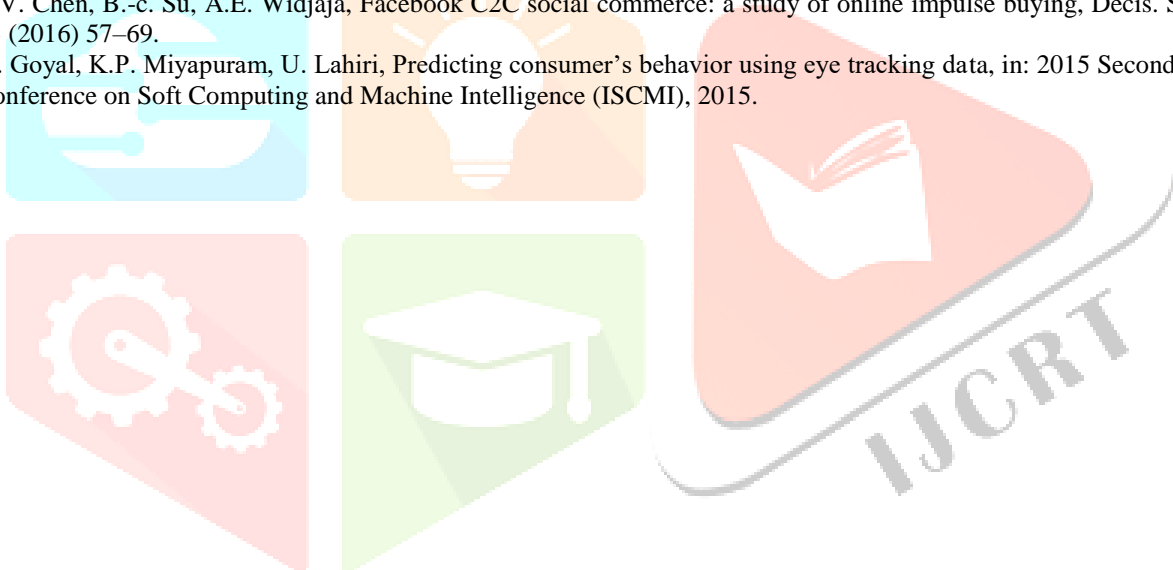 V. Chen, B.-c. Su, A.E. Widjaja, Facebook C2C social commerce: a study of online impulse buying, Decis. S
(2016) 57–69.
. Goyal, K.P. Miyapuram, U. Lahiri, Predicting consumer’s behavior using eye tracking data, in: 2015 Second
onference on Soft Computing and Machine Intelligence (ISCMI), 2015.
IJCRT